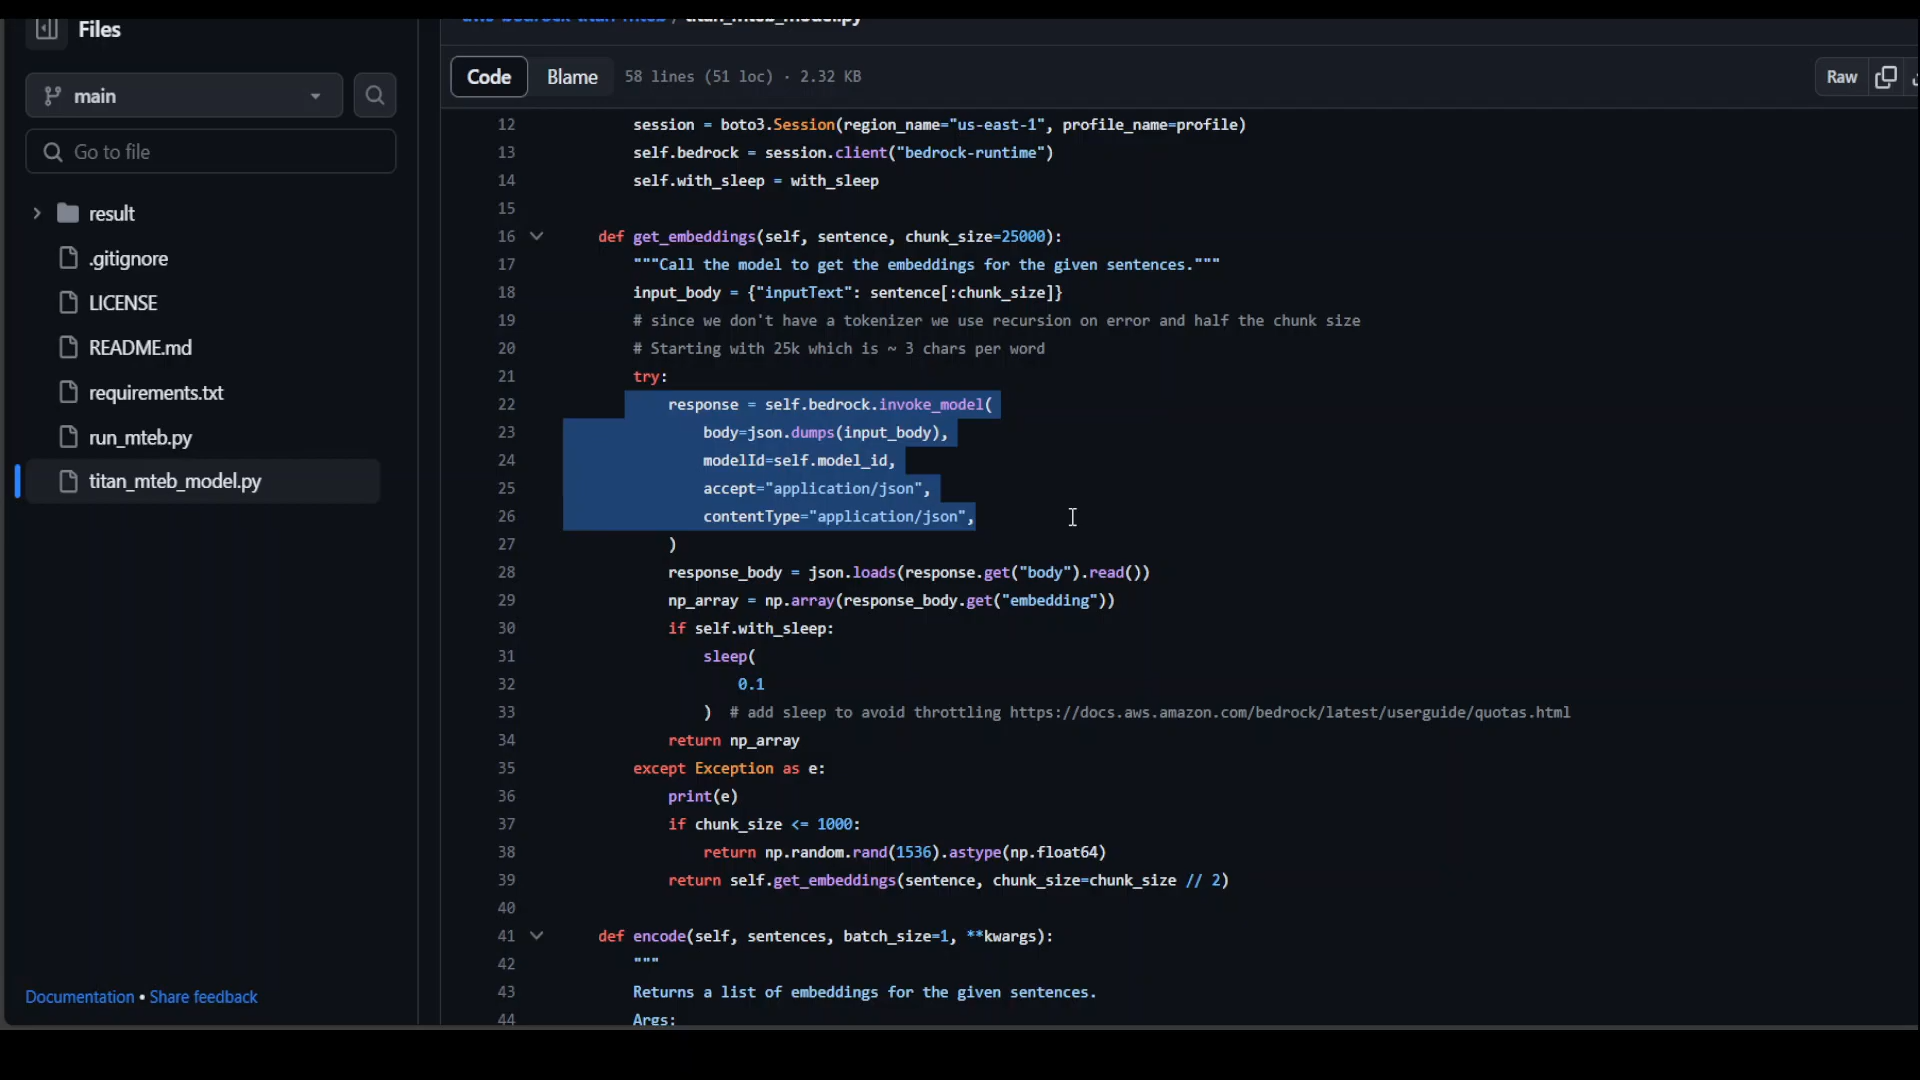 Files
aws-bedrock-titan-mteb / titan_mteb_model.py
Code Blame 58 lines (51 loc) · 2.32 KB Raw
main
Go to file
result
.gitignore
LICENSE
README.md
requirements.txt
run_mteb.py
titan_mteb_model.py
Documentation • Share feedback
12 session = boto3.Session(region_name="us-east-1", profile_name=profile)
13 self.bedrock = session.client("bedrock-runtime")
14 self.with_sleep = with_sleep
15
16 def get_embeddings(self, sentence, chunk_size=25000):
17 """Call the model to get the embeddings for the given sentences."""
18 input_body = {"inputText": sentence[:chunk_size]}
19 # since we don't have a tokenizer we use recursion on error and half the chunk size
20 # Starting with 25k which is ~ 3 chars per word
21 try:
22 response = self.bedrock.invoke_model(
23 body=json.dumps(input_body),
24 modelId=self.model_id,
25 accept="application/json",
26 contentType="application/json",
27 )
28 response_body = json.loads(response.get("body").read())
29 np_array = np.array(response_body.get("embedding"))
30 if self.with_sleep:
31 sleep(
32 0.1
33 ) # add sleep to avoid throttling https://docs.aws.amazon.com/bedrock/latest/userguide/quotas.html
34 return np_array
35 except Exception as e:
36 print(e)
37 if chunk_size <= 1000:
38 return np.random.rand(1536).astype(np.float64)
39 return self.get_embeddings(sentence, chunk_size=chunk_size // 2)
40
41 def encode(self, sentences, batch_size=1, **kwargs):
42 """
43 Returns a list of embeddings for the given sentences.
44 Args: